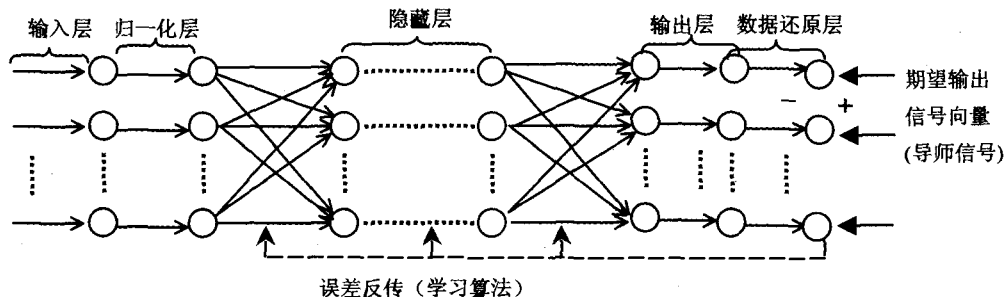 输入层
归一化层
隐藏层
输出层
数据还原层
期望输出
信号向量
(导师信号)
- +
误差反传（学习算法）